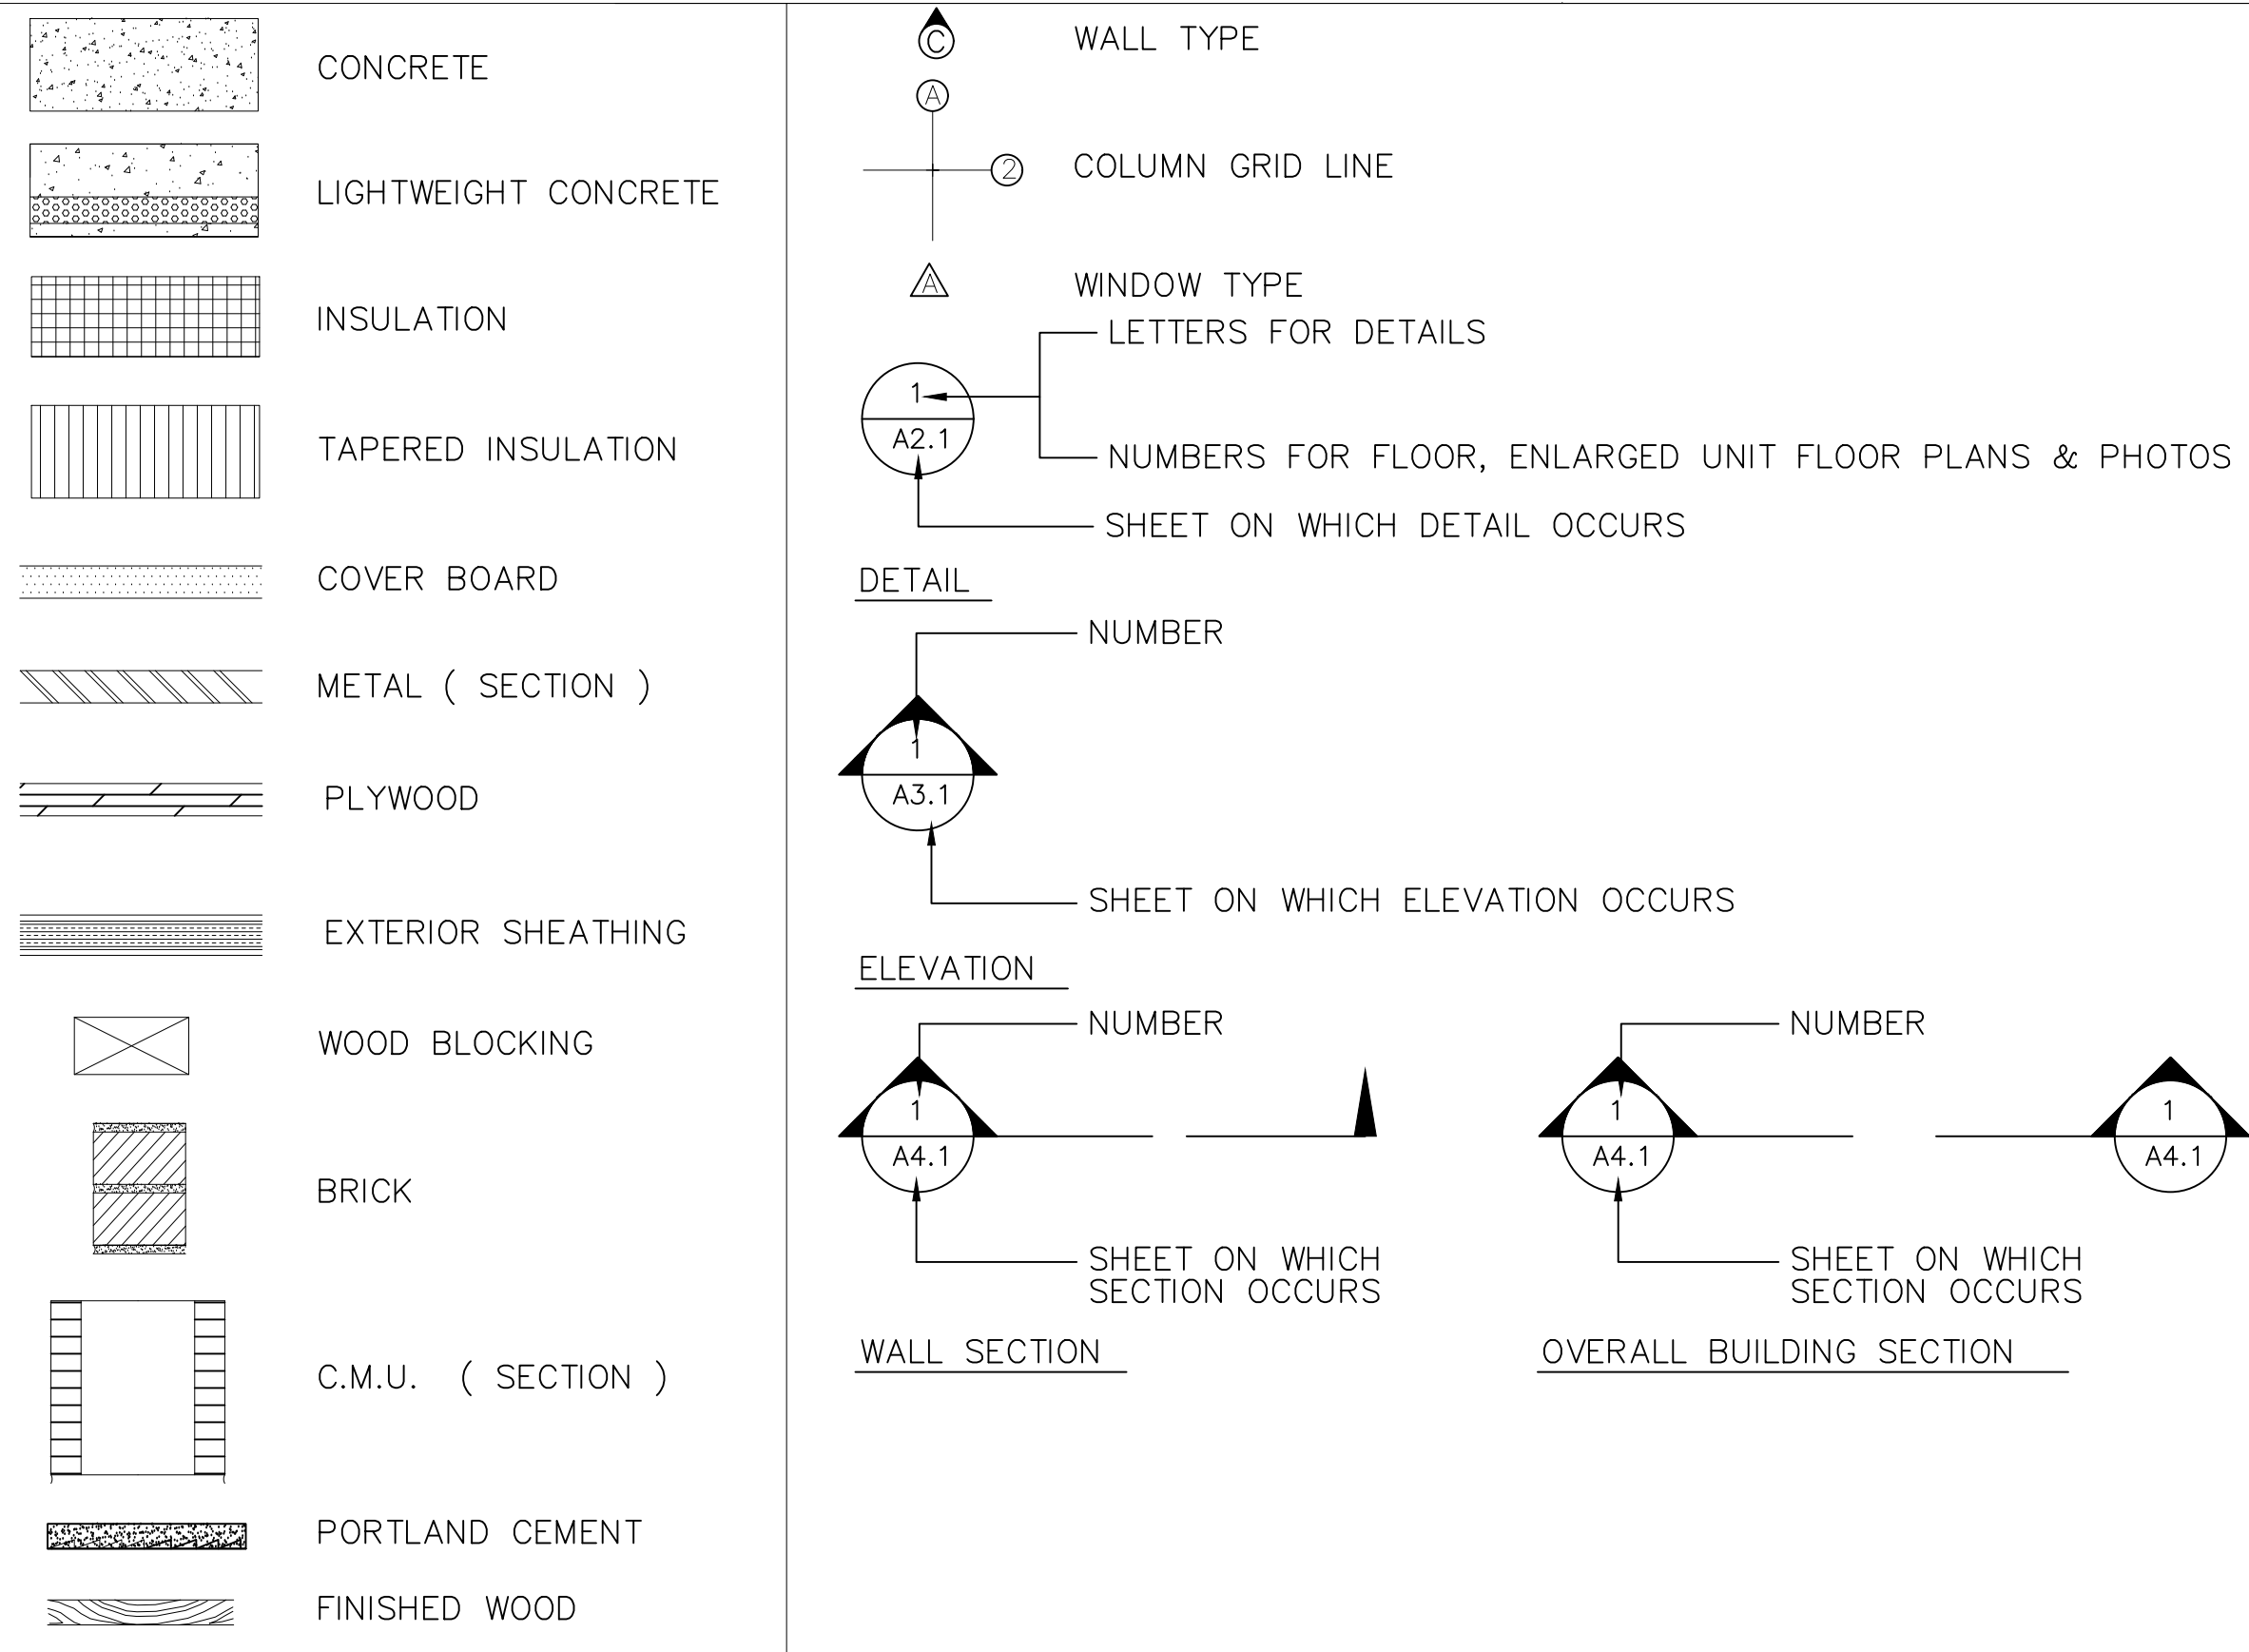 CONCRETE
LIGHTWEIGHT CONCRETE
INSULATION
TAPERED INSULATION
COVER BOARD
METAL ( SECTION )
PLYWOOD
EXTERIOR SHEATHING
WOOD BLOCKING
BRICK
C.M.U. ( SECTION )
PORTLAND CEMENT
FINISHED WOOD
C
WALL TYPE
A
2
COLUMN GRID LINE
A
WINDOW TYPE
LETTERS FOR DETAILS
1
A2.1
NUMBERS FOR FLOOR, ENLARGED UNIT FLOOR PLANS & PHOTOS
SHEET ON WHICH DETAIL OCCURS
DETAIL
NUMBER
1
A3.1
SHEET ON WHICH ELEVATION OCCURS
ELEVATION
NUMBER
1
A4.1
SHEET ON WHICH
SECTION OCCURS
WALL SECTION
NUMBER
1
A4.1
1
A4.1
SHEET ON WHICH
SECTION OCCURS
OVERALL BUILDING SECTION